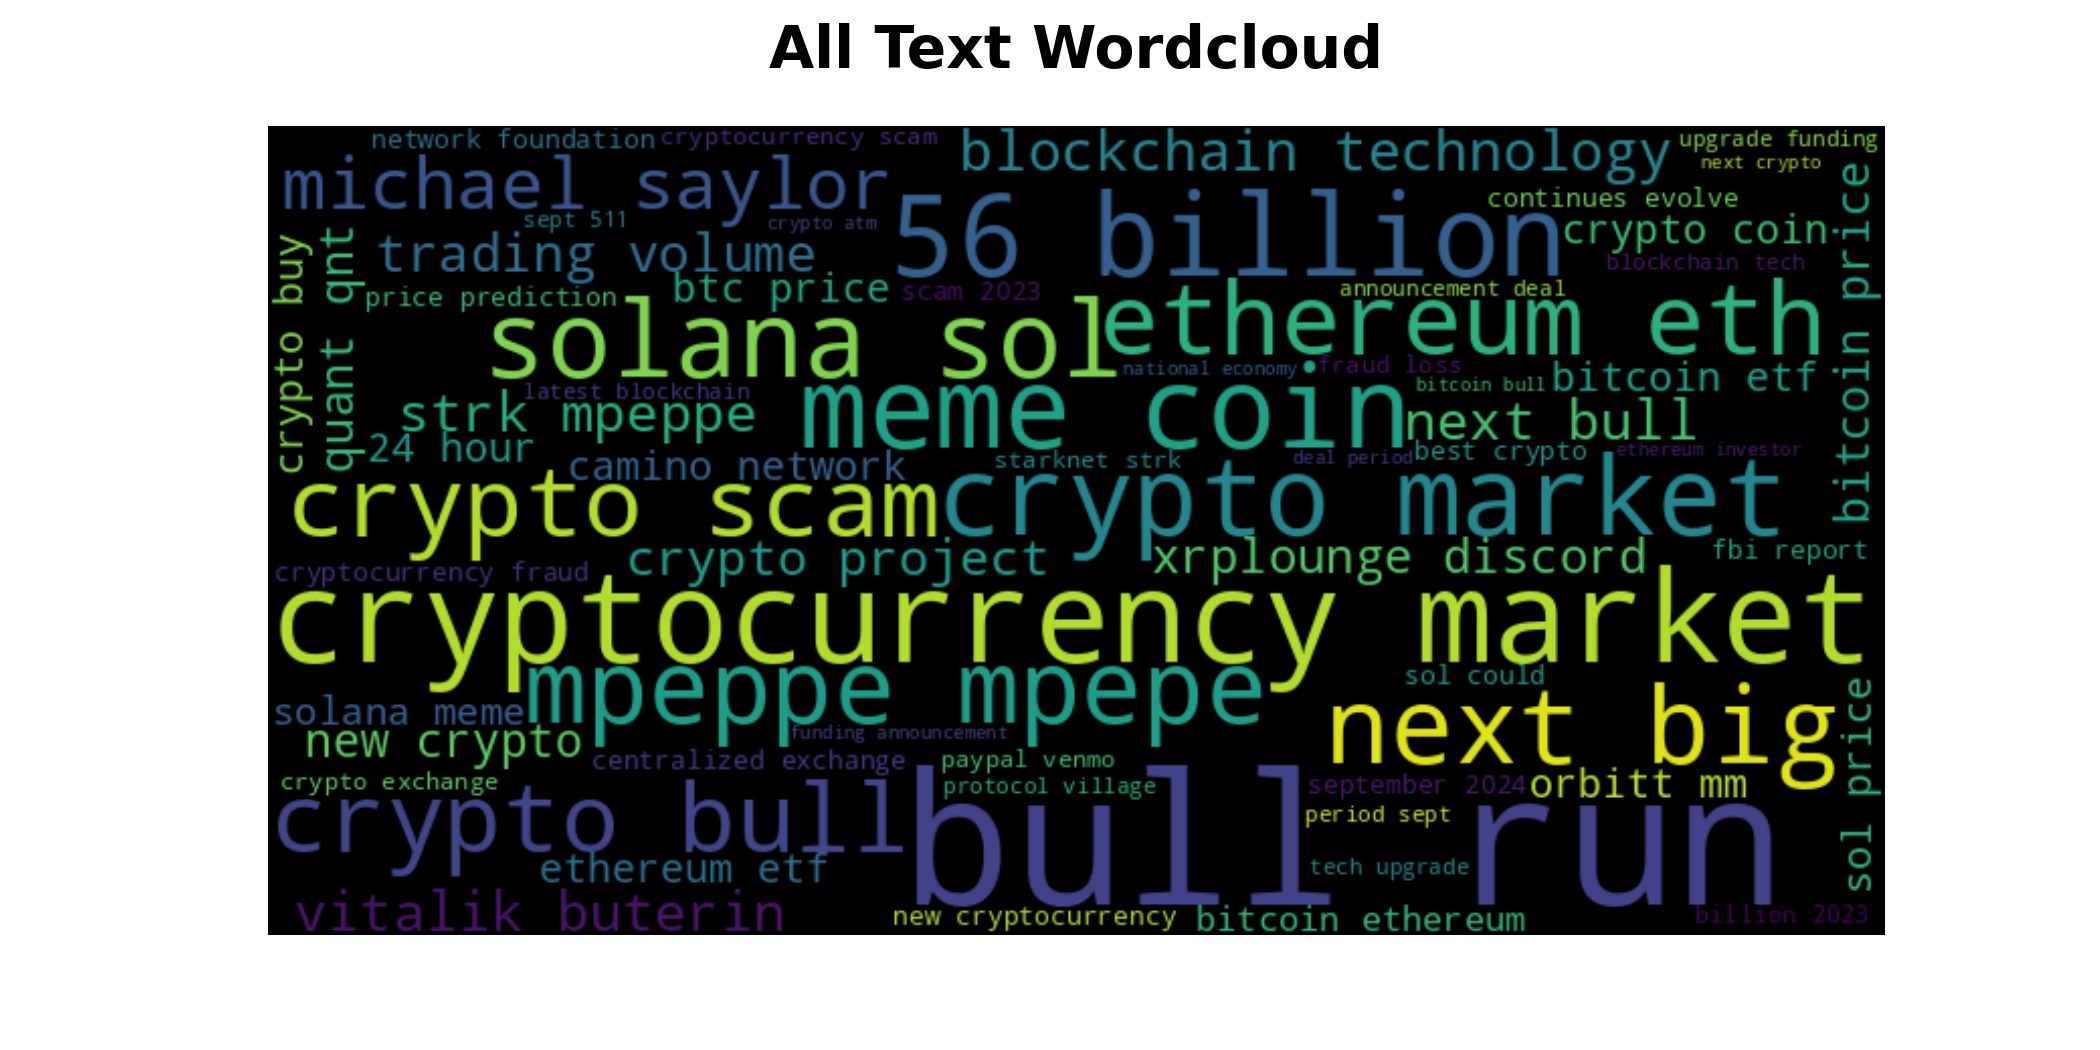 All Text Wordcloud
network foundation
cryptocurrency scam
blockchain technology
upgrade funding
next crypto
michael saylor
56 billion
continues evolve
sept 511
crypto atm
crypto coin
trading volume
blockchain tech
btc price
scam 2023
announcement deal
price prediction
crypto buy
quant qnt
bitcoin price
solana sol
ethereum eth
national economy
fraud loss
latest blockchain
meme coin
bitcoin bull
bitcoin etf
strk mpeppe
next bull
24 hour
camino network
starknet strk
deal period
best crypto
ethereum investor
crypto scam
crypto market
crypto project
xrplounge discord
fbi report
cryptocurrency fraud
cryptocurrency market
mpeppe mpepe
sol could
solana meme
next big
new crypto
funding announcement
centralized exchange
paypal venmo
crypto exchange
protocol village
september 2024
orbitt mm
sol price
crypto bull
bull run
period sept
ethereum etf
tech upgrade
vitalik buterin
new cryptocurrency
bitcoin ethereum
billion 2023